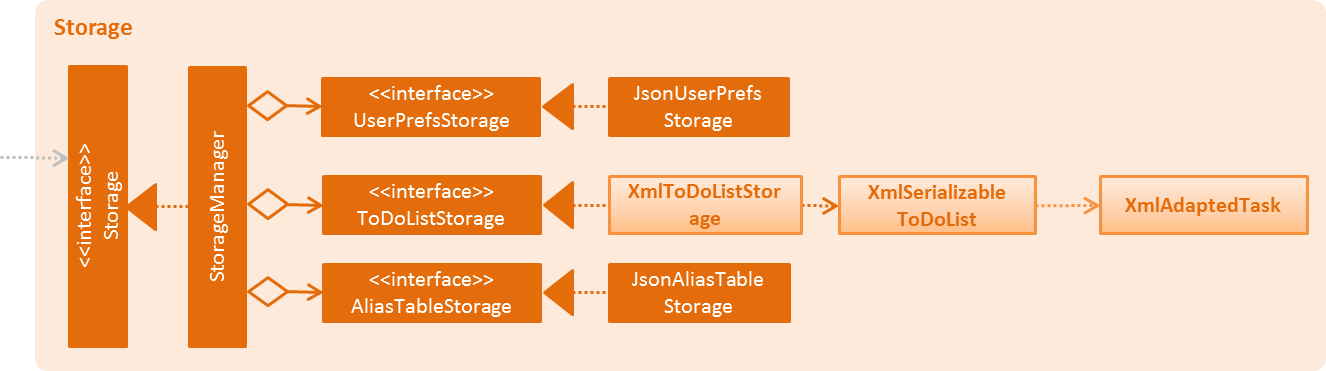 Storage
<<interface>>
Storage
StorageManager
<<interface>>
UserPrefsStorage
JsonUserPrefs
Storage
<<interface>>
ToDoListStorage
XmlToDoListStor
age
XmlSerializable
ToDoList
XmlAdaptedTask
<<interface>>
AliasTableStorage
JsonAliasTable
Storage